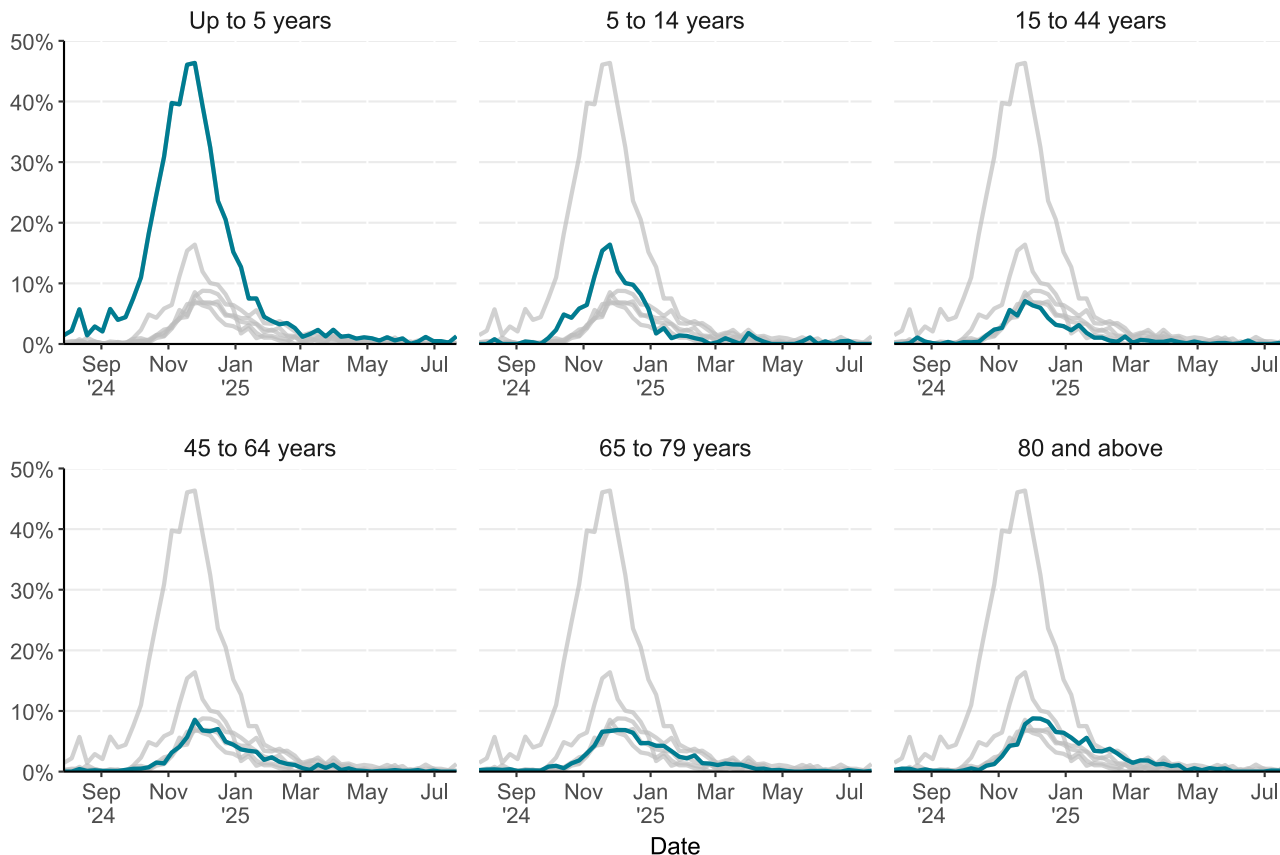 Up to 5 years
5 to 14 years
15 to 44 years
50%
40%
30%
20%
10%
0%
Sep Nov Jan Mar May Jul
'24 '25
Sep Nov Jan Mar May Jul
'24 '25
Sep Nov Jan Mar May Jul
'24 '25
45 to 64 years
65 to 79 years
80 and above
50%
40%
30%
20%
10%
0%
Sep Nov Jan Mar May Jul
'24 '25
Sep Nov Jan Mar May Jul
'24 '25
Sep Nov Jan Mar May Jul
'24 '25
Date